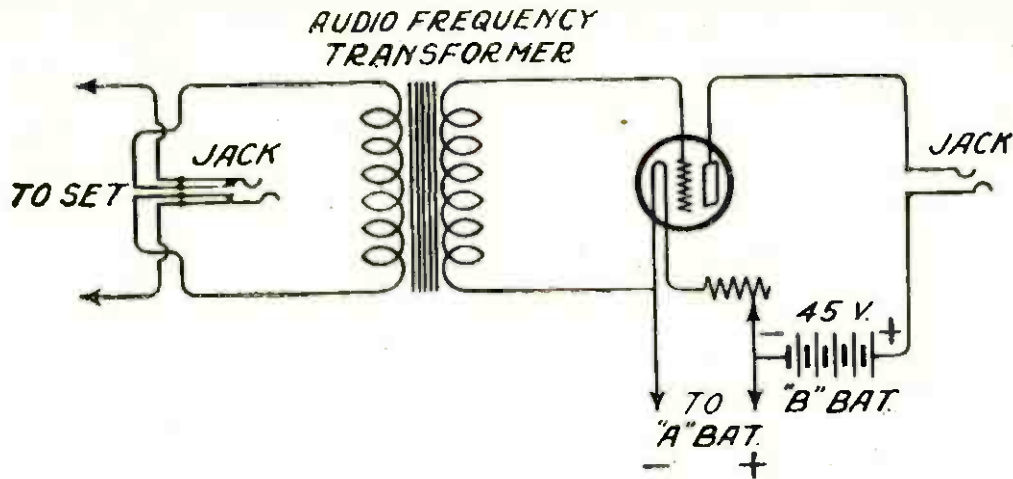 AUDIO FREQUENCY
TRANSFORMER
JACK
JACK
TO SET
45 V.
- +
"B" BAT.
TO
"A" BAT.
- +